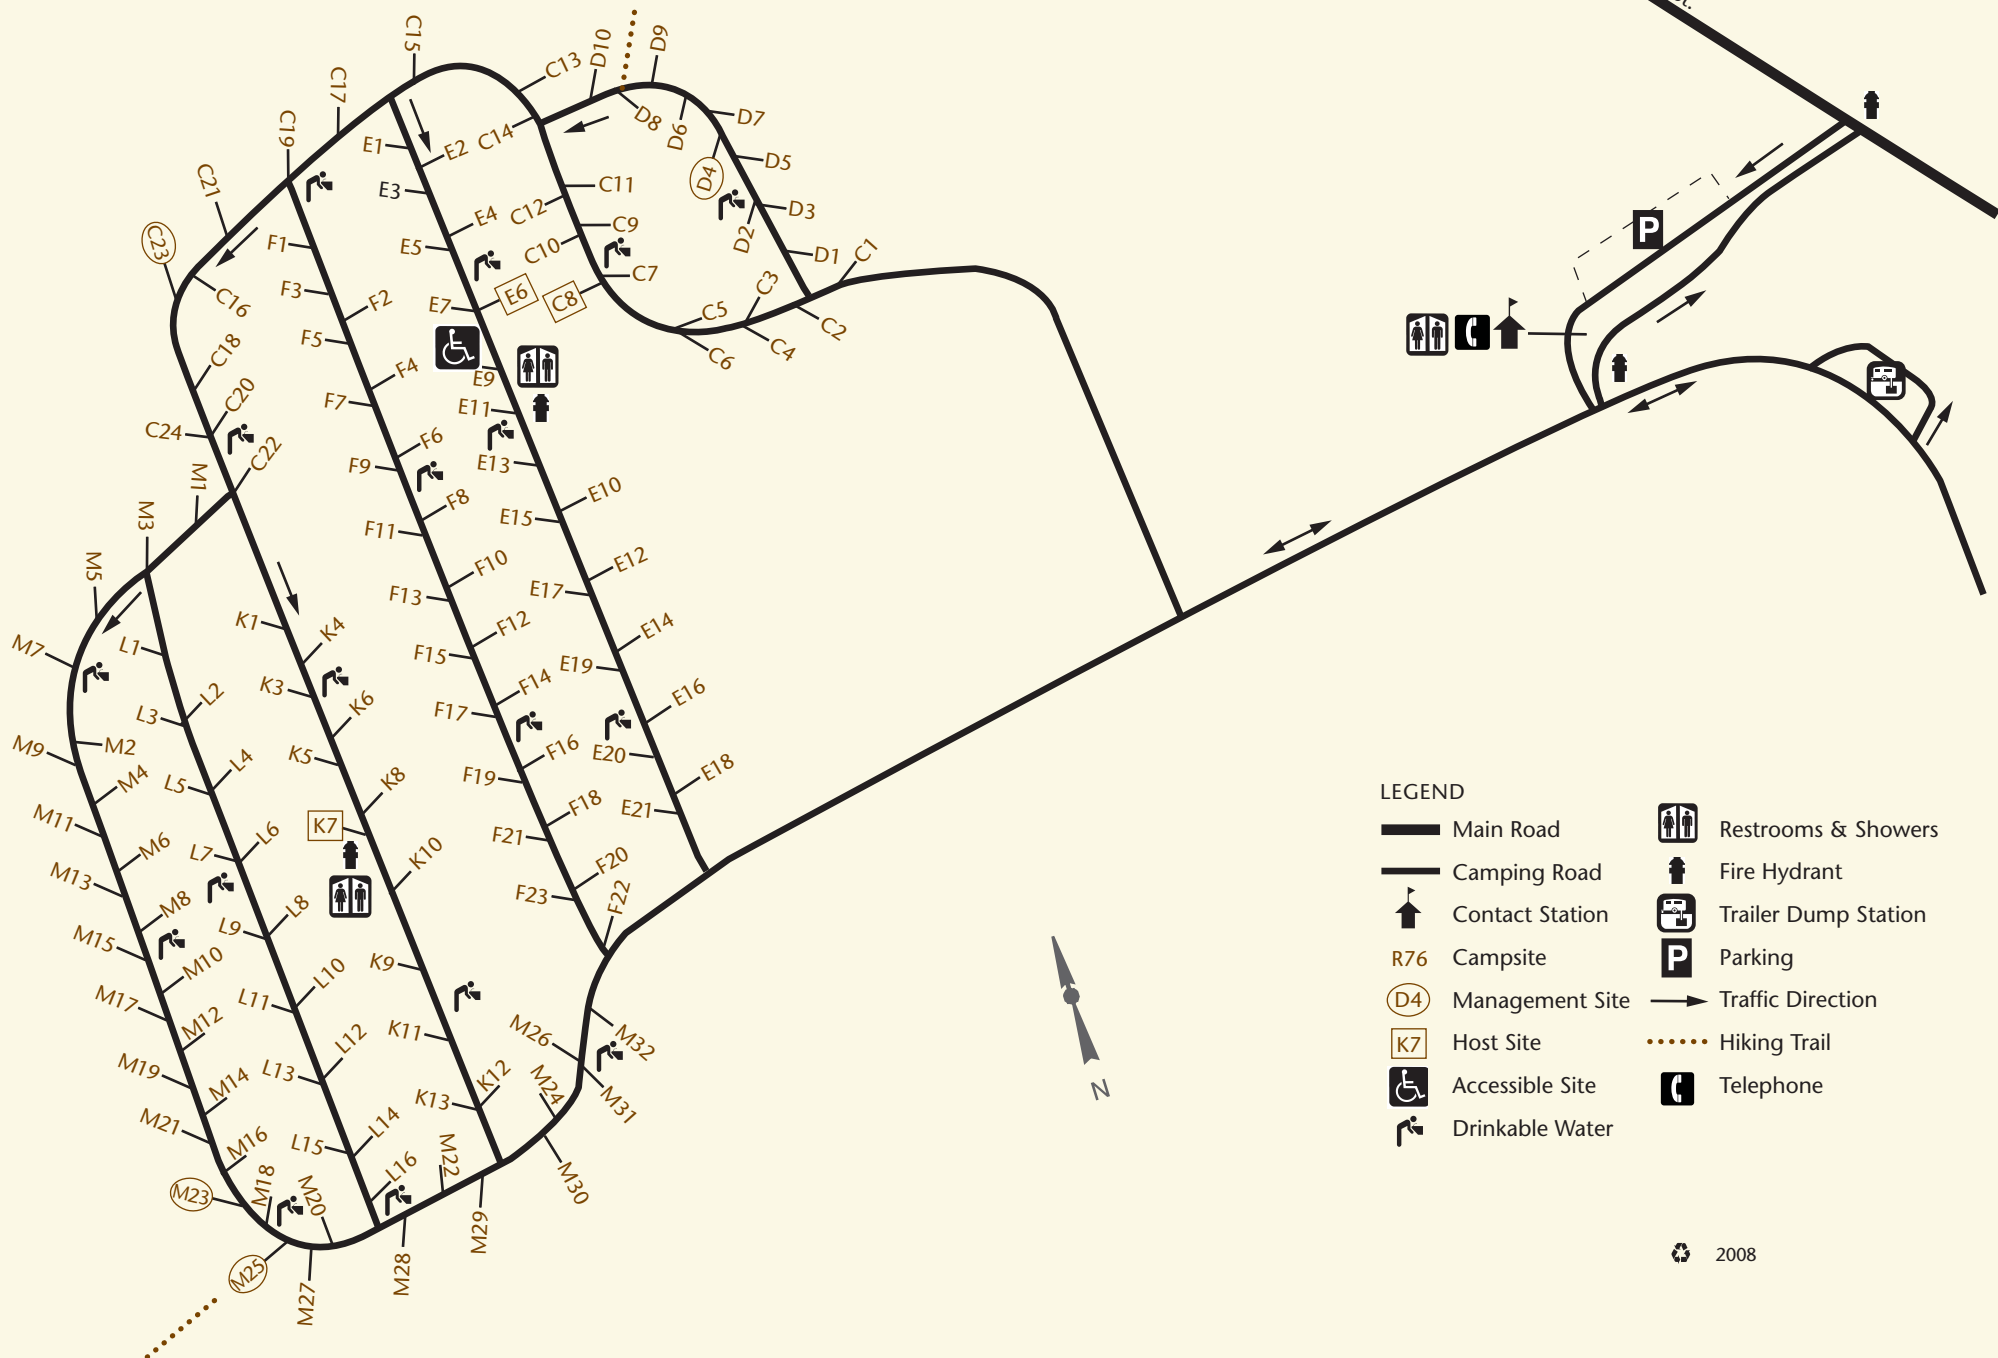 st.
C15
D10
D9
C13
C17
C19
D8
D6
D7
C14
E1
E2
D5
C21
E3
D4
C11
C12
D3
E4
C9
D2
C23
F1
E5
C10
D1
C1
C7
C16
F3
F2
E7
E6
C8
C3
C5
C2
F5
C18
C6
C4
F4
E9
C20
F7
E11
C24
F6
C22
F9
E13
M1
F8
E10
M3
F11
E15
M5
F10
E12
F13
E17
K1
K4
F12
E14
M7
L1
F15
E19
K3
F14
E16
L2
K6
L3
F17
M9
M2
F16
E20
K5
L4
E18
M4
L5
F19
K8
F18
E21
M11
K7
F21
M6
L6
L7
K10
F20
M13
F23
F22
M8
L8
L9
M15
M10
K9
L10
M17
L11
M12
K11
M26
M32
L12
M19
L13
M14
K12
M24
K13
M31
M21
L14
M16
L15
M22
L16
M30
M23
M18
M20
M29
M25
M28
M27
N
LEGEND
Main Road
Camping Road
Contact Station
R76 Campsite
D4 Management Site
K7 Host Site
Accessible Site
Drinkable Water
Restrooms & Showers
Fire Hydrant
Trailer Dump Station
P Parking
Traffic Direction
Hiking Trail
Telephone
P
2008